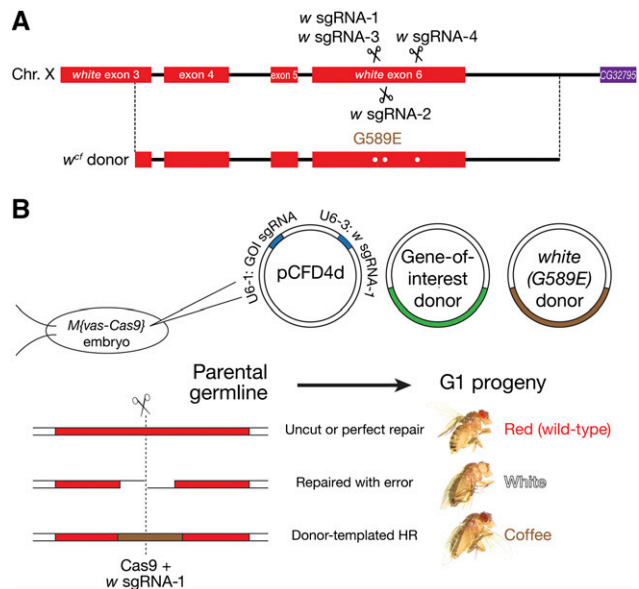 A
w sgRNA-1
w sgRNA-3
w sgRNA-4
Chr. X
white exon 3
exon 4
exon 5
white exon 6
CG32795
w sgRNA-2
G589E
w^cf donor
B
U6-1: GOI sgRNA
U6-3: w sgRNA-1
pCFD4d
Gene-of-
interest
donor
white
(G589E)
donor
M{vas-Cas9}
embryo
Parental
germline
G1 progeny
Uncut or perfect repair
Red (wild-type)
Repaired with error
White
Donor-templated HR
Coffee
Cas9 +
w sgRNA-1